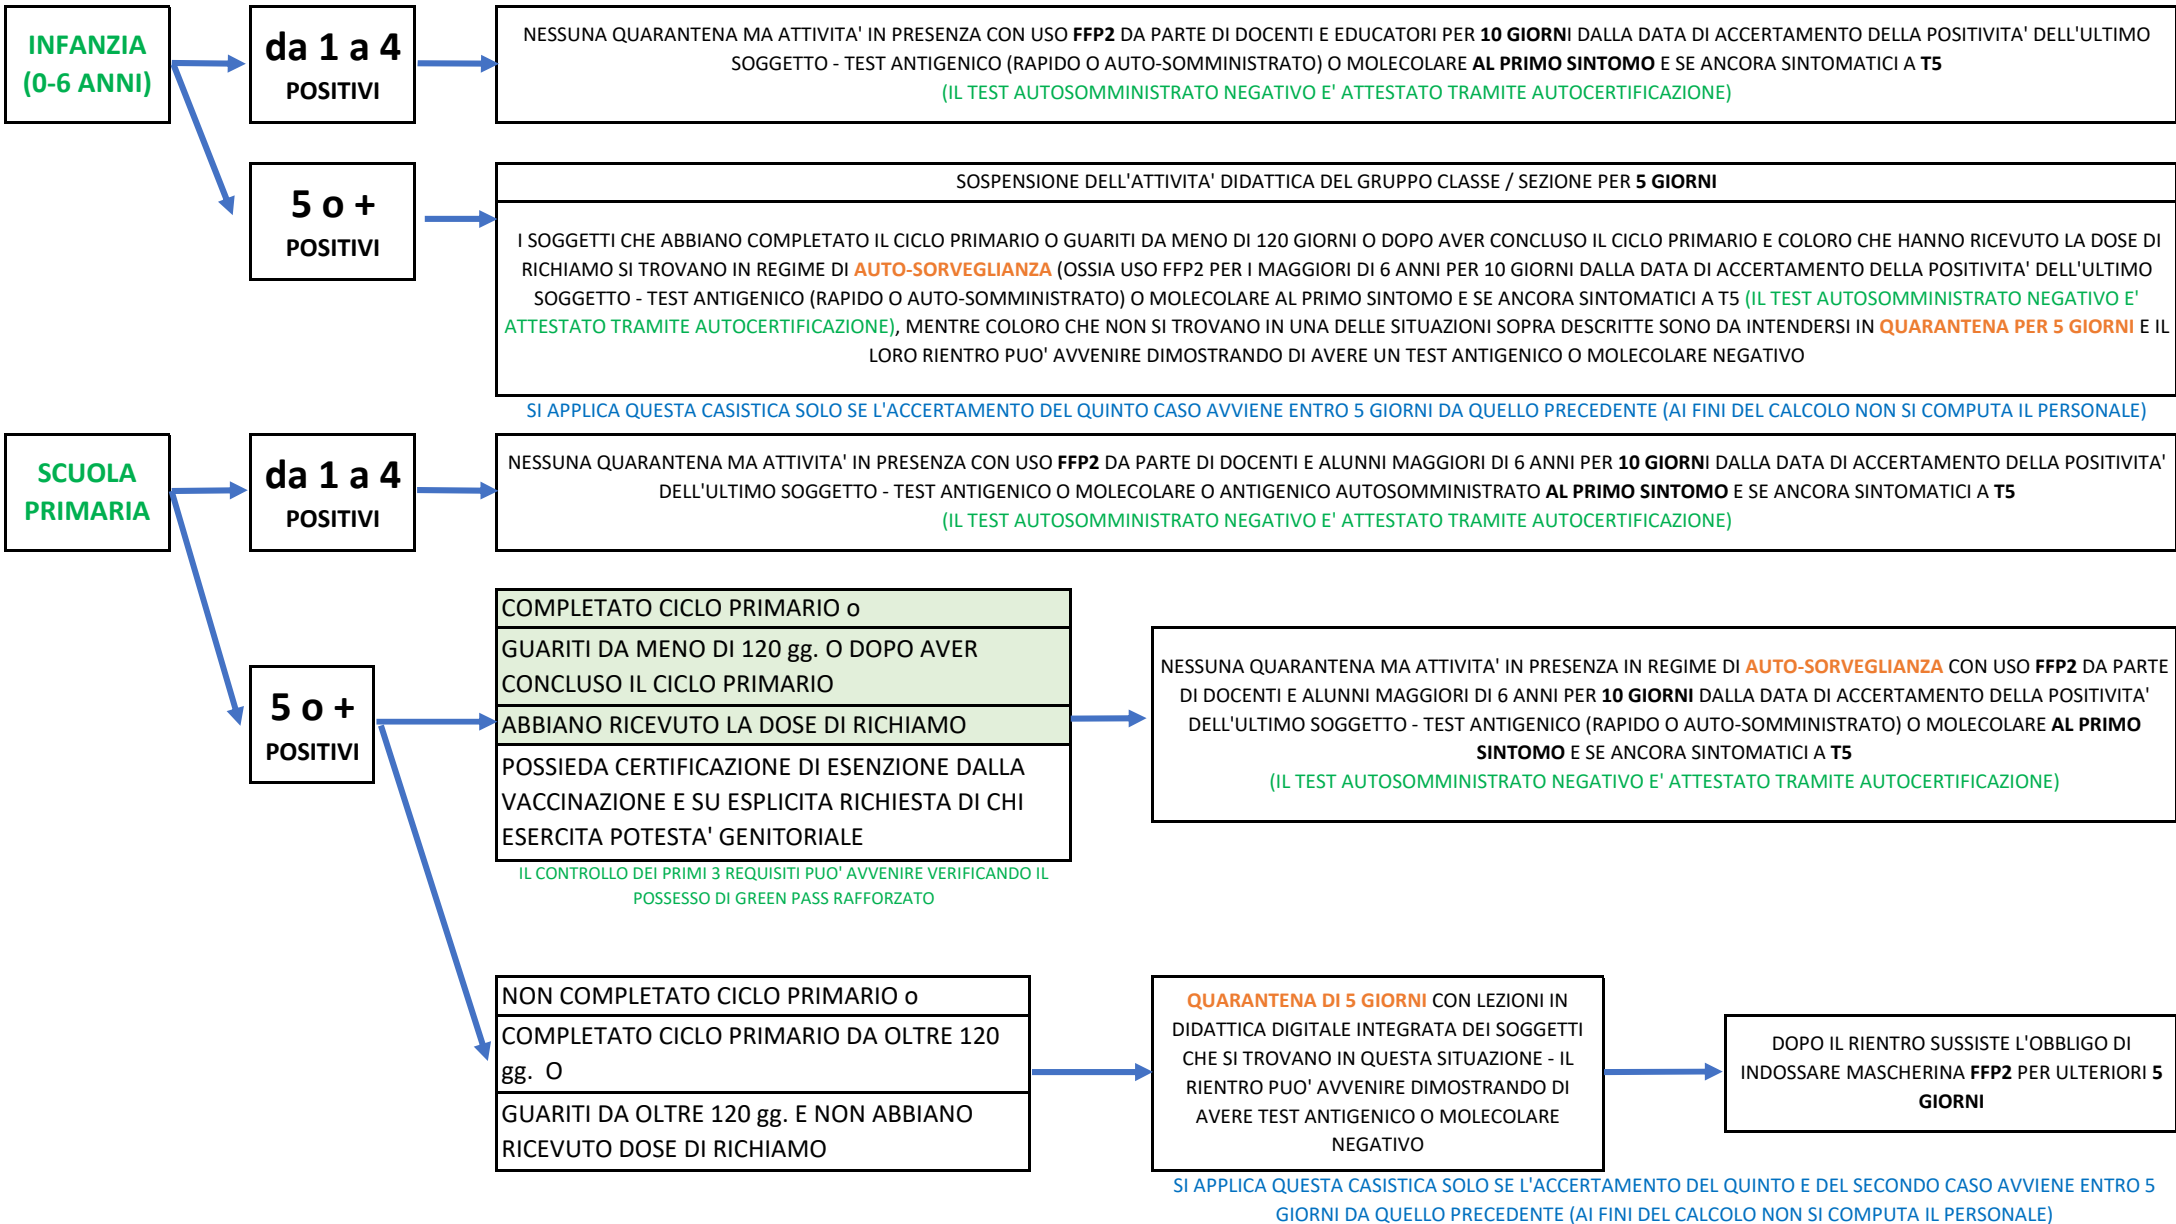 INFANZIA
(0-6 ANNI)
da 1 a 4
POSITIVI
NESSUNA QUARANTENA MA ATTIVITA' IN PRESENZA CON USO FFP2 DA PARTE DI DOCENTI E EDUCATORI PER 10 GIORNI DALLA DATA DI ACCERTAMENTO DELLA POSITIVITA' DELL'ULTIMO
SOGGETTO - TEST ANTIGENICO (RAPIDO O AUTO-SOMMINISTRATO) O MOLECOLARE AL PRIMO SINTOMO E SE ANCORA SINTOMATICI A T5
(IL TEST AUTOSOMMINISTRATO NEGATIVO E' ATTESTATO TRAMITE AUTOCERTIFICAZIONE)
5 o +
POSITIVI
SOSPENSIONE DELL'ATTIVITA' DIDATTICA DEL GRUPPO CLASSE / SEZIONE PER 5 GIORNI
I SOGGETTI CHE ABBIANO COMPLETATO IL CICLO PRIMARIO O GUARITI DA MENO DI 120 GIORNI O DOPO AVER CONCLUSO IL CICLO PRIMARIO E COLORO CHE HANNO RICEVUTO LA DOSE DI
RICHIAMO SI TROVANO IN REGIME DI AUTO-SORVEGLIANZA (OSSIA USO FFP2 PER I MAGGIORI DI 6 ANNI PER 10 GIORNI DALLA DATA DI ACCERTAMENTO DELLA POSITIVITA' DELL'ULTIMO
SOGGETTO - TEST ANTIGENICO (RAPIDO O AUTO-SOMMINISTRATO) O MOLECOLARE AL PRIMO SINTOMO E SE ANCORA SINTOMATICI A T5 (IL TEST AUTOSOMMINISTRATO NEGATIVO E'
ATTESTATO TRAMITE AUTOCERTIFICAZIONE), MENTRE COLORO CHE NON SI TROVANO IN UNA DELLE SITUAZIONI SOPRA DESCRITTE SONO DA INTENDERSI IN QUARANTENA PER 5 GIORNI E IL
LORO RIENTRO PUO' AVVENIRE DIMOSTRANDO DI AVERE UN TEST ANTIGENICO O MOLECOLARE NEGATIVO
SI APPLICA QUESTA CASISTICA SOLO SE L'ACCERTAMENTO DEL QUINTO CASO AVVIENE ENTRO 5 GIORNI DA QUELLO PRECEDENTE (AI FINI DEL CALCOLO NON SI COMPUTA IL PERSONALE)
SCUOLA
PRIMARIA
da 1 a 4
POSITIVI
NESSUNA QUARANTENA MA ATTIVITA' IN PRESENZA CON USO FFP2 DA PARTE DI DOCENTI E ALUNNI MAGGIORI DI 6 ANNI PER 10 GIORNI DALLA DATA DI ACCERTAMENTO DELLA POSITIVITA'
DELL'ULTIMO SOGGETTO - TEST ANTIGENICO O MOLECOLARE O ANTIGENICO AUTOSOMMINISTRATO AL PRIMO SINTOMO E SE ANCORA SINTOMATICI A T5
(IL TEST AUTOSOMMINISTRATO NEGATIVO E' ATTESTATO TRAMITE AUTOCERTIFICAZIONE)
5 o +
POSITIVI
COMPLETATO CICLO PRIMARIO o
GUARITI DA MENO DI 120 gg. O DOPO AVER
CONCLUSO IL CICLO PRIMARIO
ABBIANO RICEVUTO LA DOSE DI RICHIAMO
POSSIEDA CERTIFICAZIONE DI ESENZIONE DALLA
VACCINAZIONE E SU ESPLICITA RICHIESTA DI CHI
ESERCITA POTESTA' GENITORIALE
IL CONTROLLO DEI PRIMI 3 REQUISITI PUO' AVVENIRE VERIFICANDO IL
POSSESSO DI GREEN PASS RAFFORZATO
NESSUNA QUARANTENA MA ATTIVITA' IN PRESENZA IN REGIME DI AUTO-SORVEGLIANZA CON USO FFP2 DA PARTE
DI DOCENTI E ALUNNI MAGGIORI DI 6 ANNI PER 10 GIORNI DALLA DATA DI ACCERTAMENTO DELLA POSITIVITA'
DELL'ULTIMO SOGGETTO - TEST ANTIGENICO (RAPIDO O AUTO-SOMMINISTRATO) O MOLECOLARE AL PRIMO
SINTOMO E SE ANCORA SINTOMATICI A T5
(IL TEST AUTOSOMMINISTRATO NEGATIVO E' ATTESTATO TRAMITE AUTOCERTIFICAZIONE)
NON COMPLETATO CICLO PRIMARIO o
COMPLETATO CICLO PRIMARIO DA OLTRE 120
gg. O
GUARITI DA OLTRE 120 gg. E NON ABBIANO
RICEVUTO DOSE DI RICHIAMO
QUARANTENA DI 5 GIORNI CON LEZIONI IN
DIDATTICA DIGITALE INTEGRATA DEI SOGGETTI
CHE SI TROVANO IN QUESTA SITUAZIONE - IL
RIENTRO PUO' AVVENIRE DIMOSTRANDO DI
AVERE TEST ANTIGENICO O MOLECOLARE
NEGATIVO
DOPO IL RIENTRO SUSSISTE L'OBBLIGO DI
INDOSSARE MASCHERINA FFP2 PER ULTERIORI 5
GIORNI
SI APPLICA QUESTA CASISTICA SOLO SE L'ACCERTAMENTO DEL QUINTO E DEL SECONDO CASO AVVIENE ENTRO 5
GIORNI DA QUELLO PRECEDENTE (AI FINI DEL CALCOLO NON SI COMPUTA IL PERSONALE)